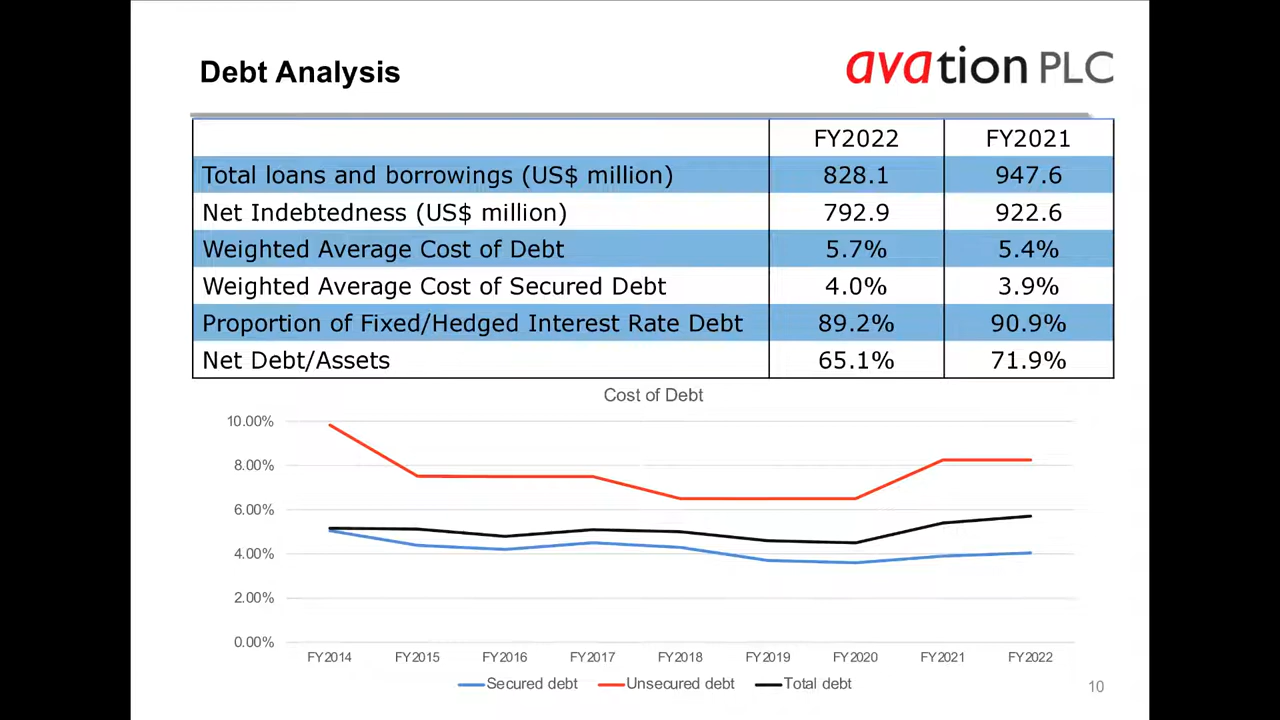 Debt Analysis
avation PLC
FY2022 FY2021
Total loans and borrowings (US$ million) 828.1 947.6
Net Indebtedness (US$ million) 792.9 922.6
Weighted Average Cost of Debt 5.7% 5.4%
Weighted Average Cost of Secured Debt 4.0% 3.9%
Proportion of Fixed/Hedged Interest Rate Debt 89.2% 90.9%
Net Debt/Assets 65.1% 71.9%
Cost of Debt
10.00%
8.00%
6.00%
4.00%
2.00%
0.00%
FY2014 FY2015 FY2016 FY2017 FY2018 FY2019 FY2020 FY2021 FY2022
Secured debt Unsecured debt Total debt
10